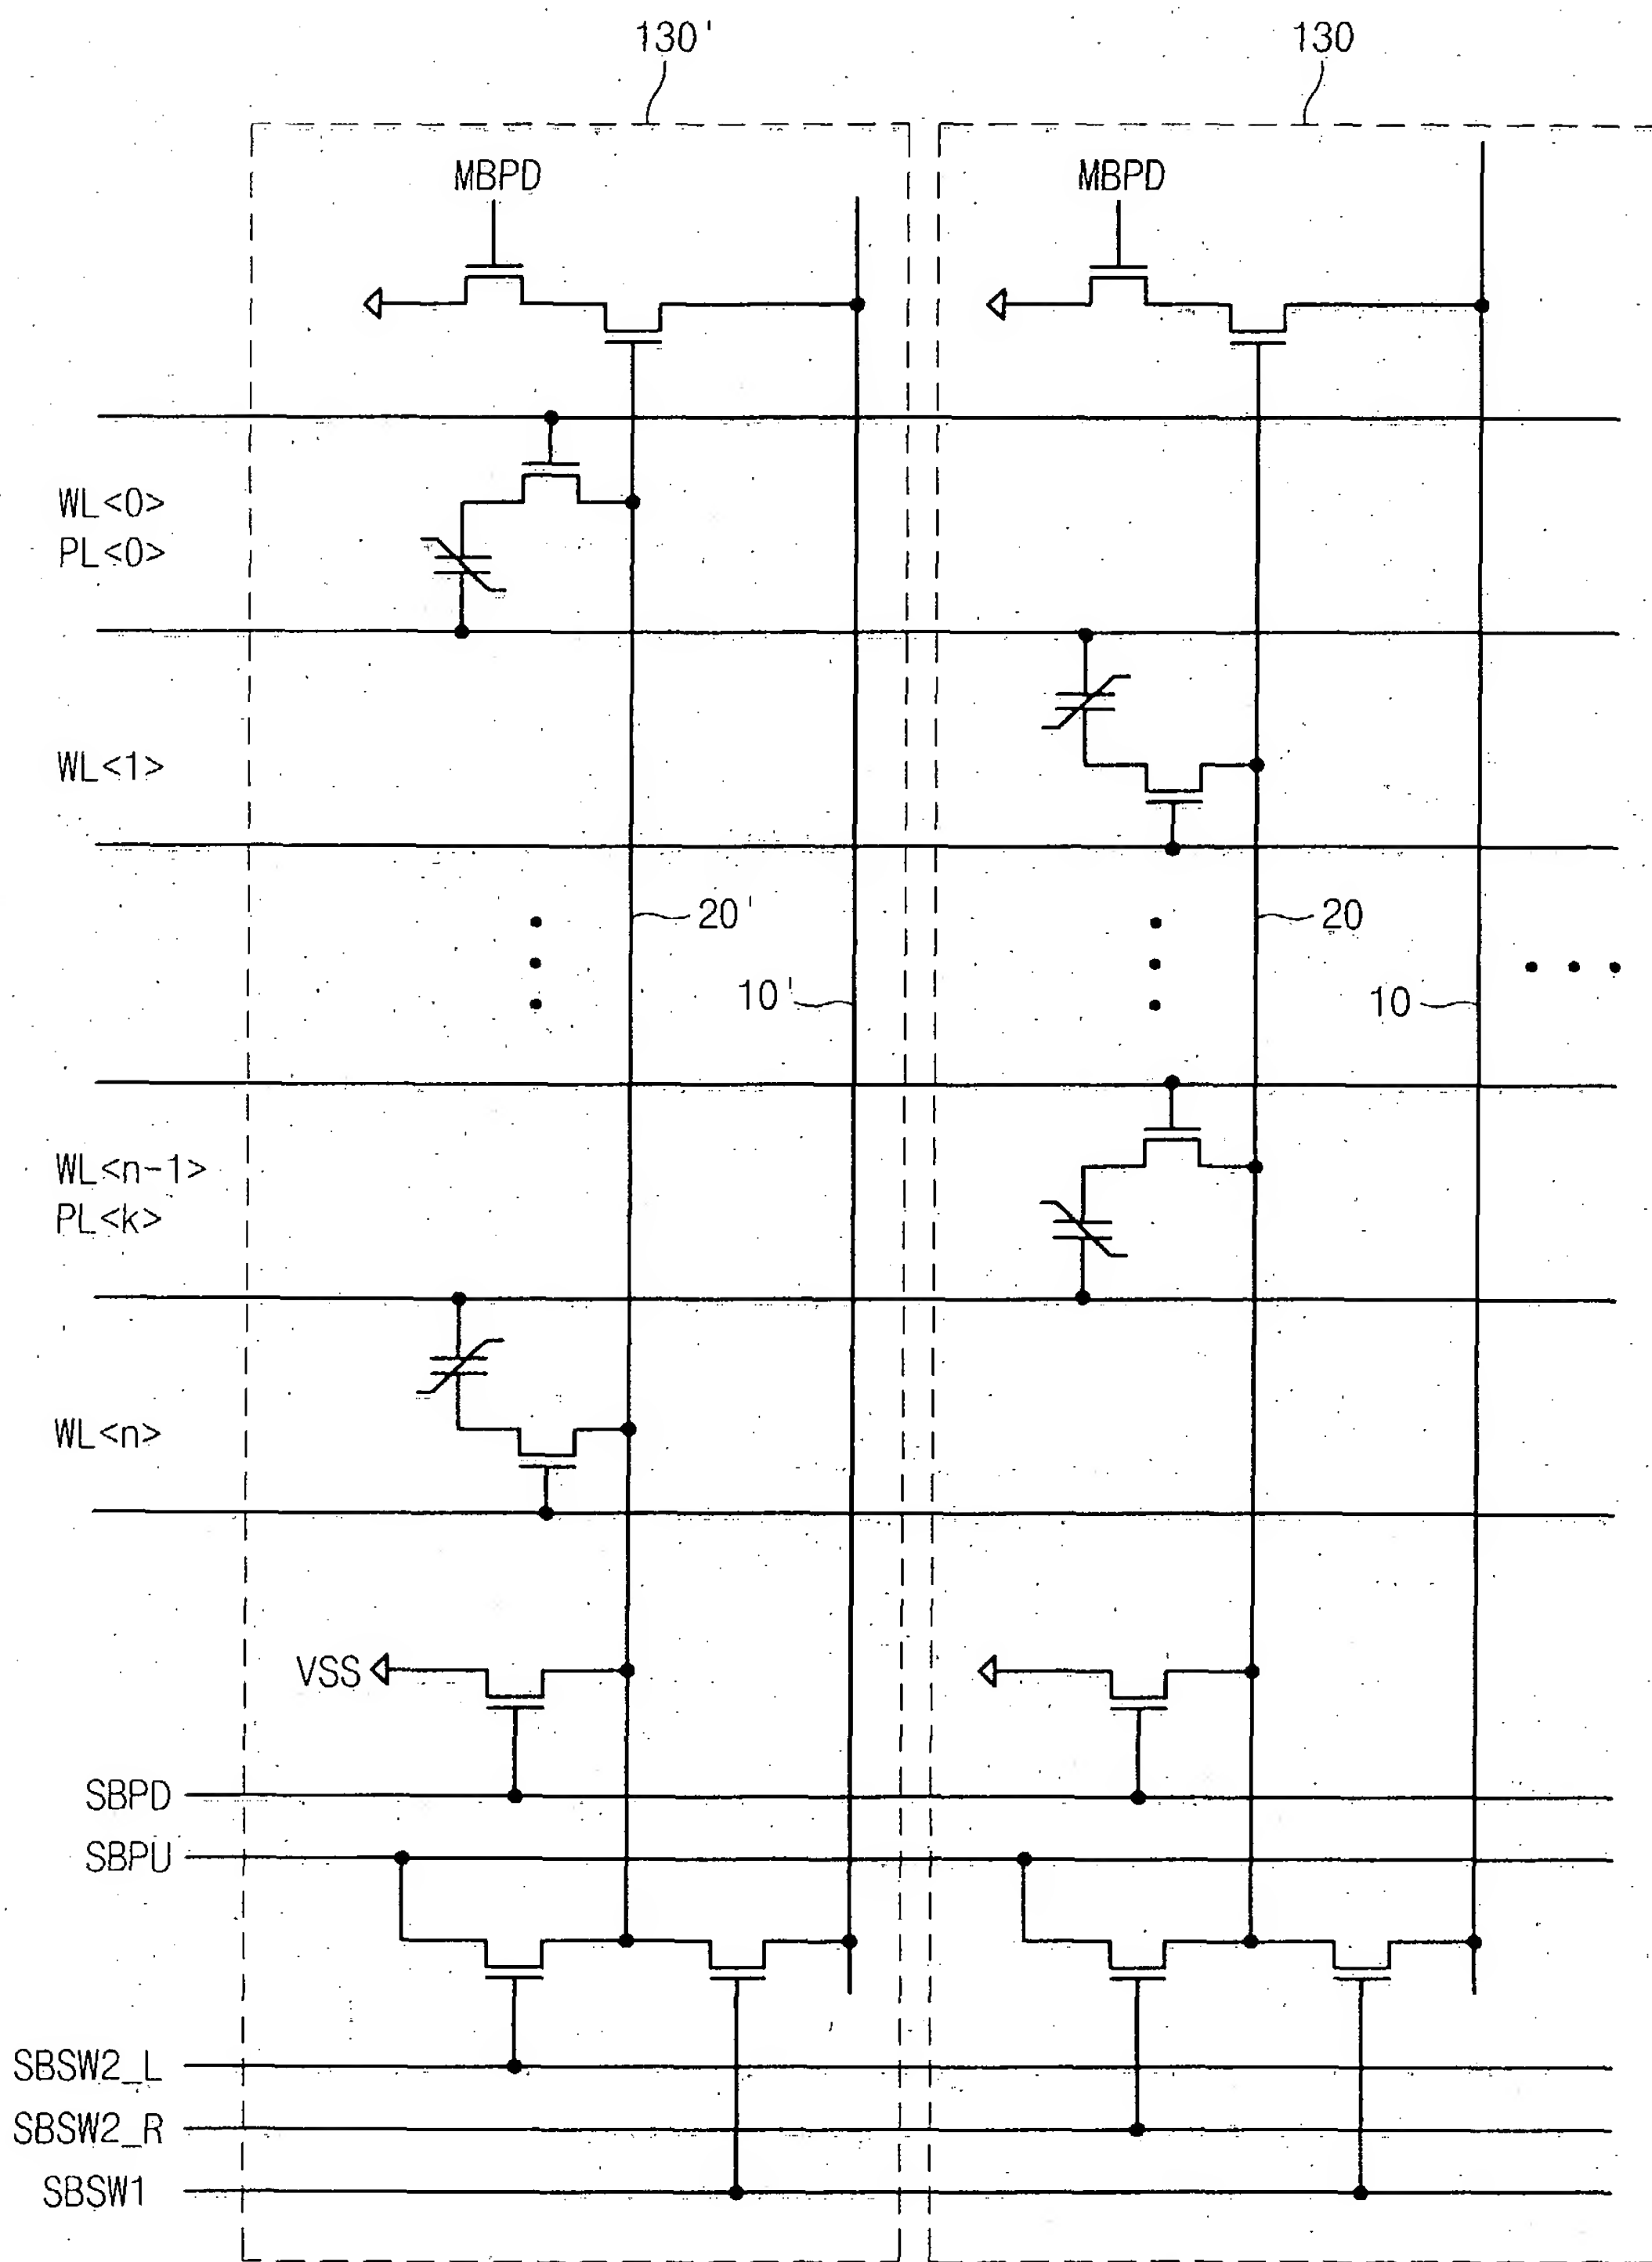 130' 130
MBPD MBPD
WL<0>
PL<0>
WL<1>
20' 20
10' 10
WL<n-1>
PL<k>
WL<n>
VSS
SBPD
SBPU
SBSW2_L
SBSW2_R
SBSW1